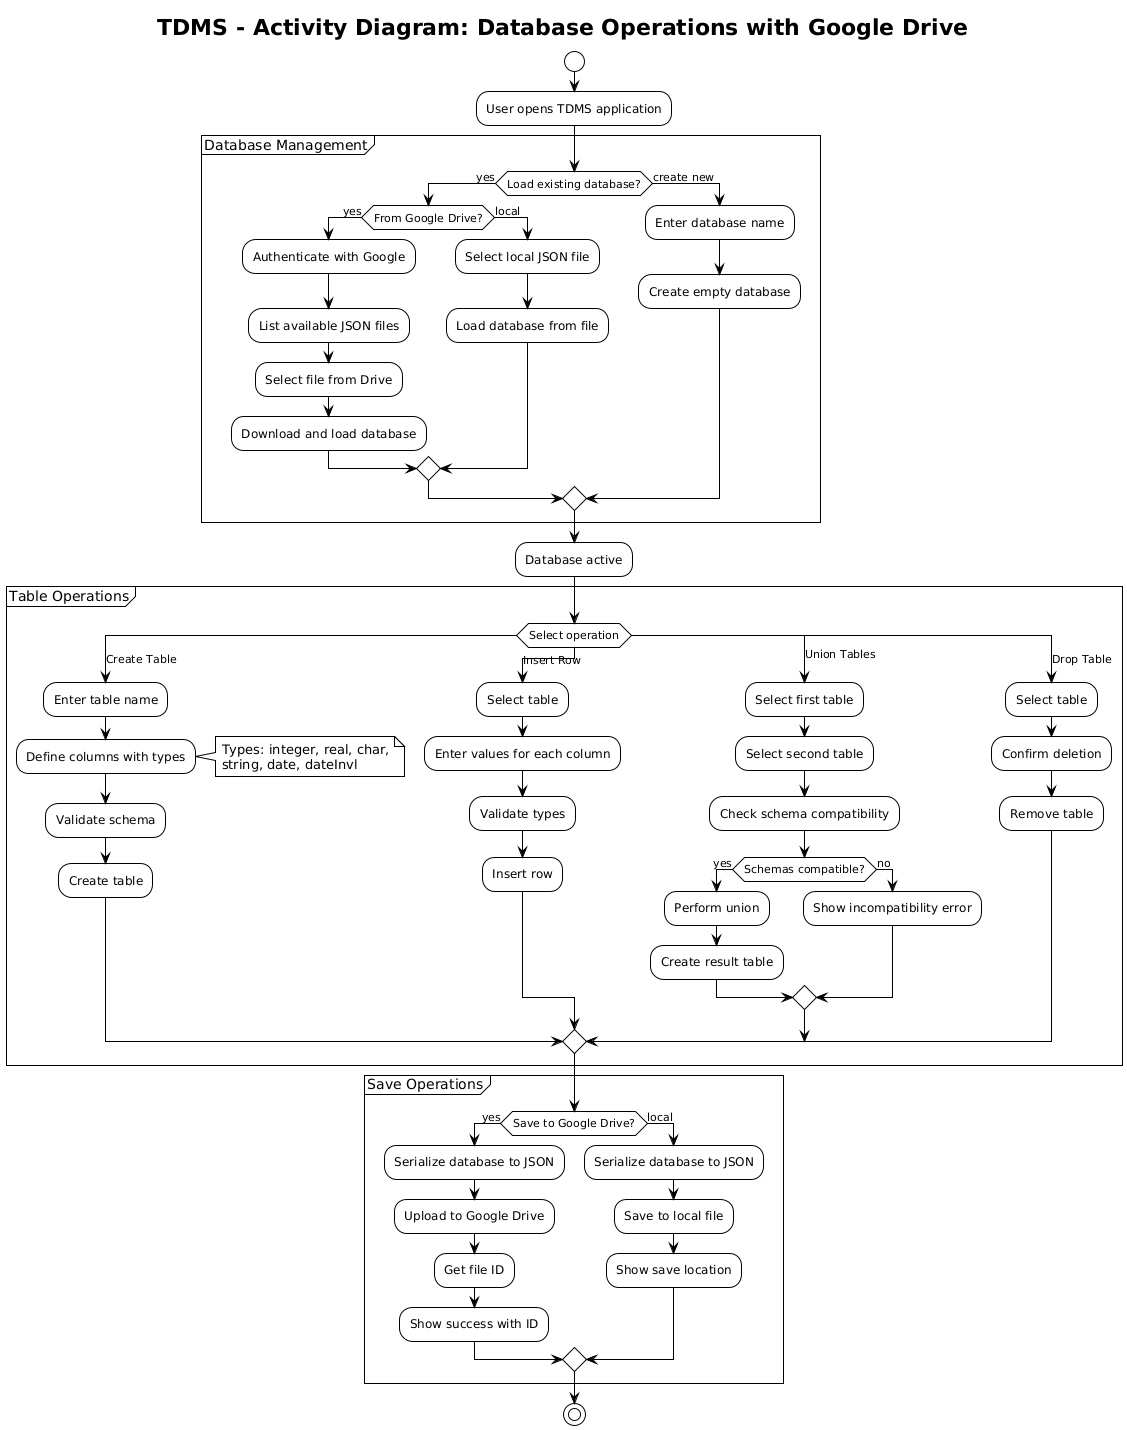 TDMS - Activity Diagram: Database Operations with Google Drive
User opens TDMS application
Database Management
Load existing database?
yes
create new
From Google Drive?
yes
local
Authenticate with Google
List available JSON files
Select file from Drive
Download and load database
Select local JSON file
Load database from file
Enter database name
Create empty database
Database active
Table Operations
Select operation
Create Table
Enter table name
Define columns with types
Types: integer, real, char,
string, date, dateInvl
Validate schema
Create table
Insert Row
Select table
Enter values for each column
Validate types
Insert row
Union Tables
Select first table
Select second table
Check schema compatibility
Schemas compatible?
yes
no
Perform union
Create result table
Show incompatibility error
Drop Table
Select table
Confirm deletion
Remove table
Save Operations
Save to Google Drive?
yes
local
Serialize database to JSON
Upload to Google Drive
Get file ID
Show success with ID
Serialize database to JSON
Save to local file
Show save location